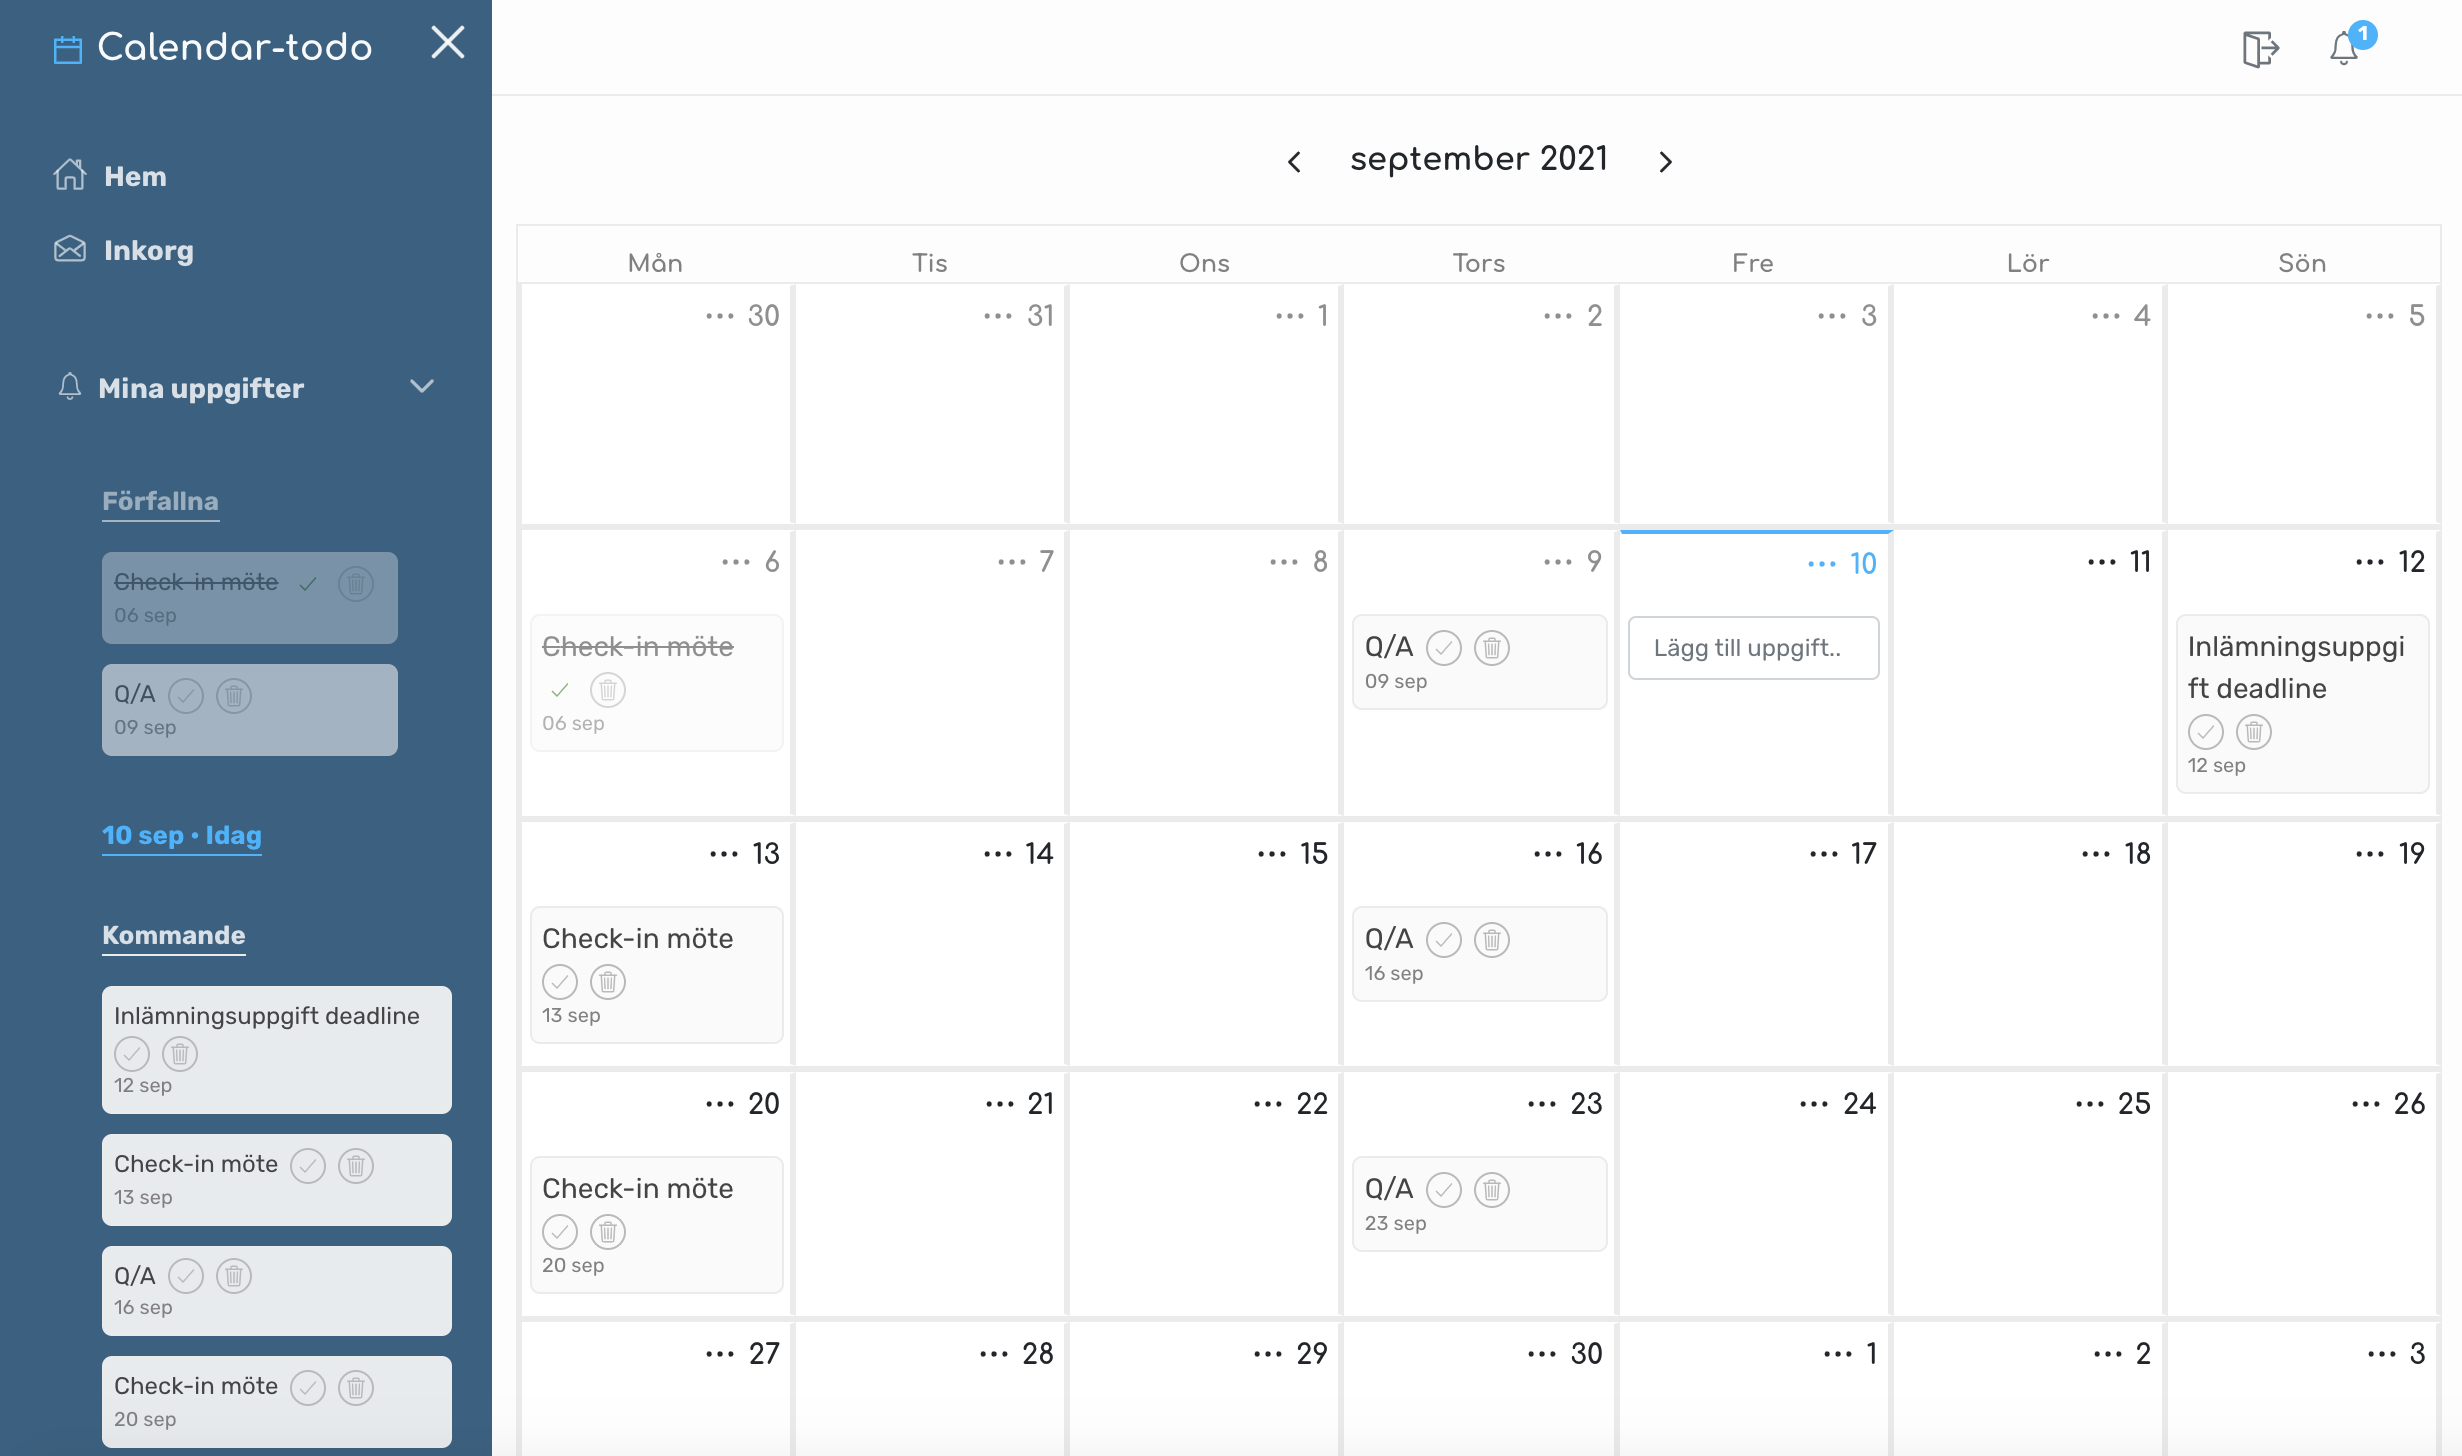 Calendar-todo
Hem
Inkorg
Mina uppgifter
Förfallna
Check-in möte
06 sep
Q/A
09 sep
10 sep • Idag
Kommande
Inlämningsuppgift deadline
12 sep
Check-in möte
13 sep
Q/A
16 sep
Check-in möte
20 sep
1
september 2021
Mån Tis Ons Tors Fre Lör Sön
••• 30 ••• 31 ••• 1 ••• 2 ••• 3 ••• 4 ••• 5
••• 6 ••• 7 ••• 8 ••• 9 ••• 10 ••• 11 ••• 12
Check-in möte
06 sep
Q/A
09 sep
Lägg till uppgift..
Inlämningsuppgi
ft deadline
12 sep
••• 13 ••• 14 ••• 15 ••• 16 ••• 17 ••• 18 ••• 19
Check-in möte
13 sep
Q/A
16 sep
••• 20 ••• 21 ••• 22 ••• 23 ••• 24 ••• 25 ••• 26
Check-in möte
20 sep
Q/A
23 sep
••• 27 ••• 28 ••• 29 ••• 30 ••• 1 ••• 2 ••• 3